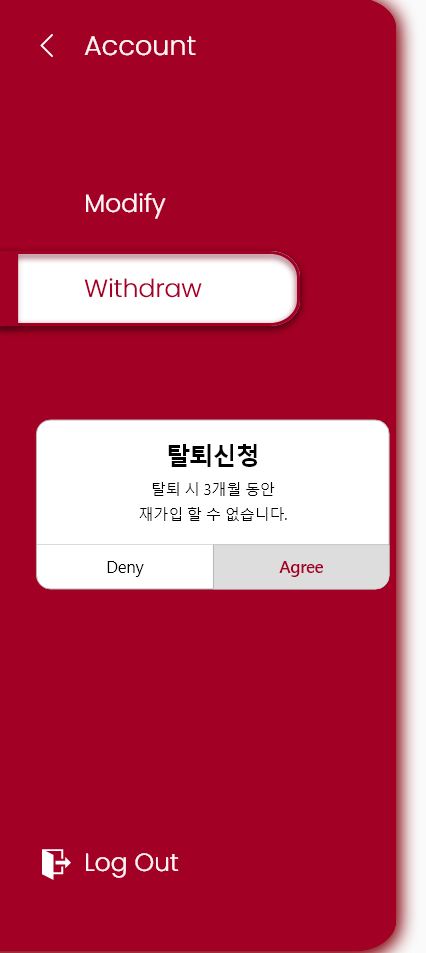 Account
Modify
Withdraw
탈퇴신청
탈퇴 시 3개월 동안
재가입 할 수 없습니다.
Deny
Agree
Log Out